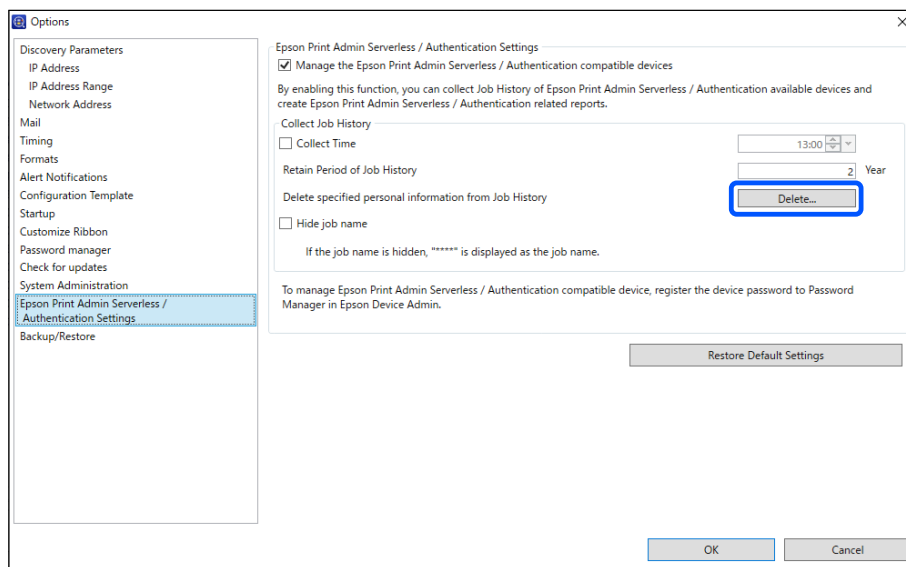 Options
Discovery Parameters
IP Address
IP Address Range
Network Address
Mail
Timing
Formats
Alert Notifications
Configuration Template
Startup
Customize Ribbon
Password manager
Check for updates
System Administration
Epson Print Admin Serverless /
Authentication Settings
Backup/Restore
Epson Print Admin Serverless / Authentication Settings
Manage the Epson Print Admin Serverless / Authentication compatible devices
By enabling this function, you can collect Job History of Epson Print Admin Serverless / Authentication available devices and
create Epson Print Admin Serverless / Authentication related reports.
Collect Job History
Collect Time 13:00
Retain Period of Job History 2 Year
Delete specified personal information from Job History Delete...
Hide job name
If the job name is hidden, "*****" is displayed as the job name.
To manage Epson Print Admin Serverless / Authentication compatible device, register the device password to Password
Manager in Epson Device Admin.
Restore Default Settings
OK Cancel